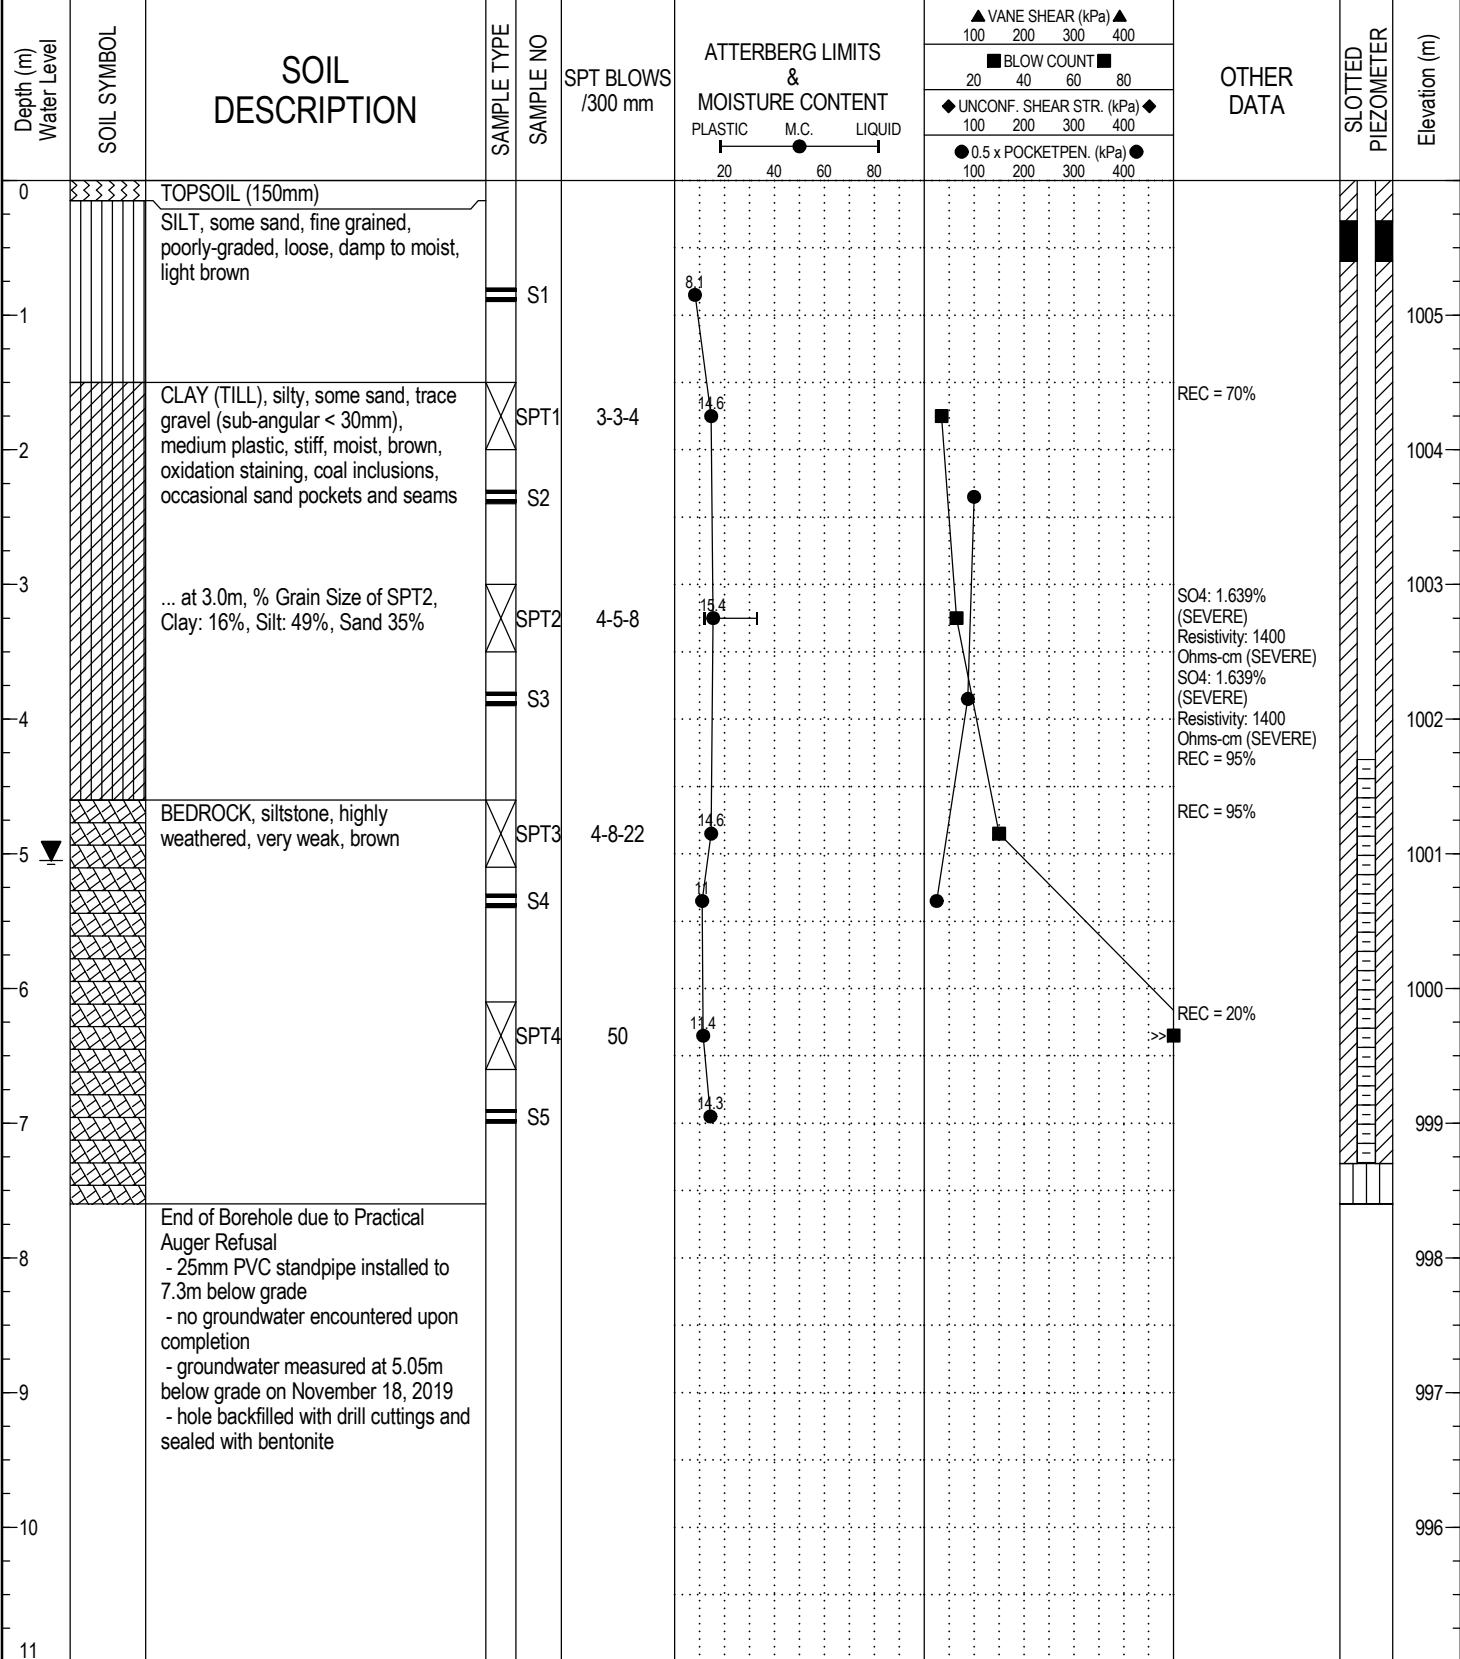 Depth (m)
Water Level
SOIL SYMBOL
SOIL
DESCRIPTION
SAMPLE TYPE
SAMPLE NO
SPT BLOWS
/300 mm
ATTERBERG LIMITS
&
MOISTURE CONTENT
PLASTIC M.C. LIQUID
20 40 60 80
▲ VANE SHEAR (kPa) ▲
100 200 300 400
■ BLOW COUNT ■
20 40 60 80
◆ UNCONF. SHEAR STR. (kPa) ◆
100 200 300 400
● 0.5 x POCKETPEN. (kPa) ●
100 200 300 400
OTHER
DATA
SLOTTED
PIEZOMETER
Elevation (m)
0
TOPSOIL (150mm)
SILT, some sand, fine grained,
poorly-graded, loose, damp to moist,
light brown
S1
8.1
1
1005
CLAY (TILL), silty, some sand, trace
gravel (sub-angular < 30mm),
medium plastic, stiff, moist, brown,
oxidation staining, coal inclusions,
occasional sand pockets and seams
SPT1
3-3-4
14.6
REC = 70%
2
1004
S2
3
1003
... at 3.0m, % Grain Size of SPT2,
Clay: 16%, Silt: 49%, Sand 35%
SPT2
4-5-8
15.4
SO4: 1.639%
(SEVERE)
Resistivity: 1400
Ohms-cm (SEVERE)
SO4: 1.639%
(SEVERE)
Resistivity: 1400
Ohms-cm (SEVERE)
REC = 95%
S3
4
1002
BEDROCK, siltstone, highly
weathered, very weak, brown
SPT3
4-8-22
14.6
REC = 95%
5
1001
S4
11
6
1000
SPT4
50
11.4
>>
REC = 20%
S5
14.3
7
999
End of Borehole due to Practical
Auger Refusal
- 25mm PVC standpipe installed to
7.3m below grade
- no groundwater encountered upon
completion
- groundwater measured at 5.05m
below grade on November 18, 2019
- hole backfilled with drill cuttings and
sealed with bentonite
8
998
9
997
10
996
11